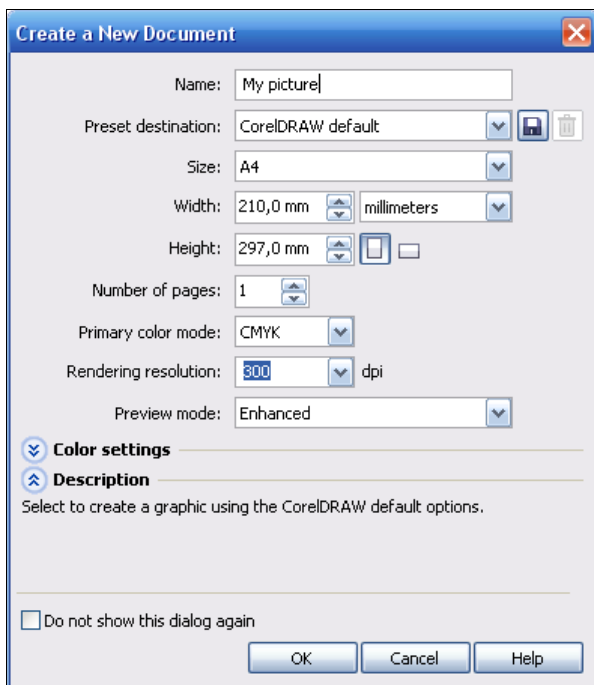 Create a New Document
Name: My picture
Preset destination: CorelDRAW default
Size: A4
Width: 210,0 mm millimeters
Height: 297,0 mm
Number of pages: 1
Primary color mode: CMYK
Rendering resolution: 300 dpi
Preview mode: Enhanced
Color settings
Description
Select to create a graphic using the CorelDRAW default options.
Do not show this dialog again
OK Cancel Help